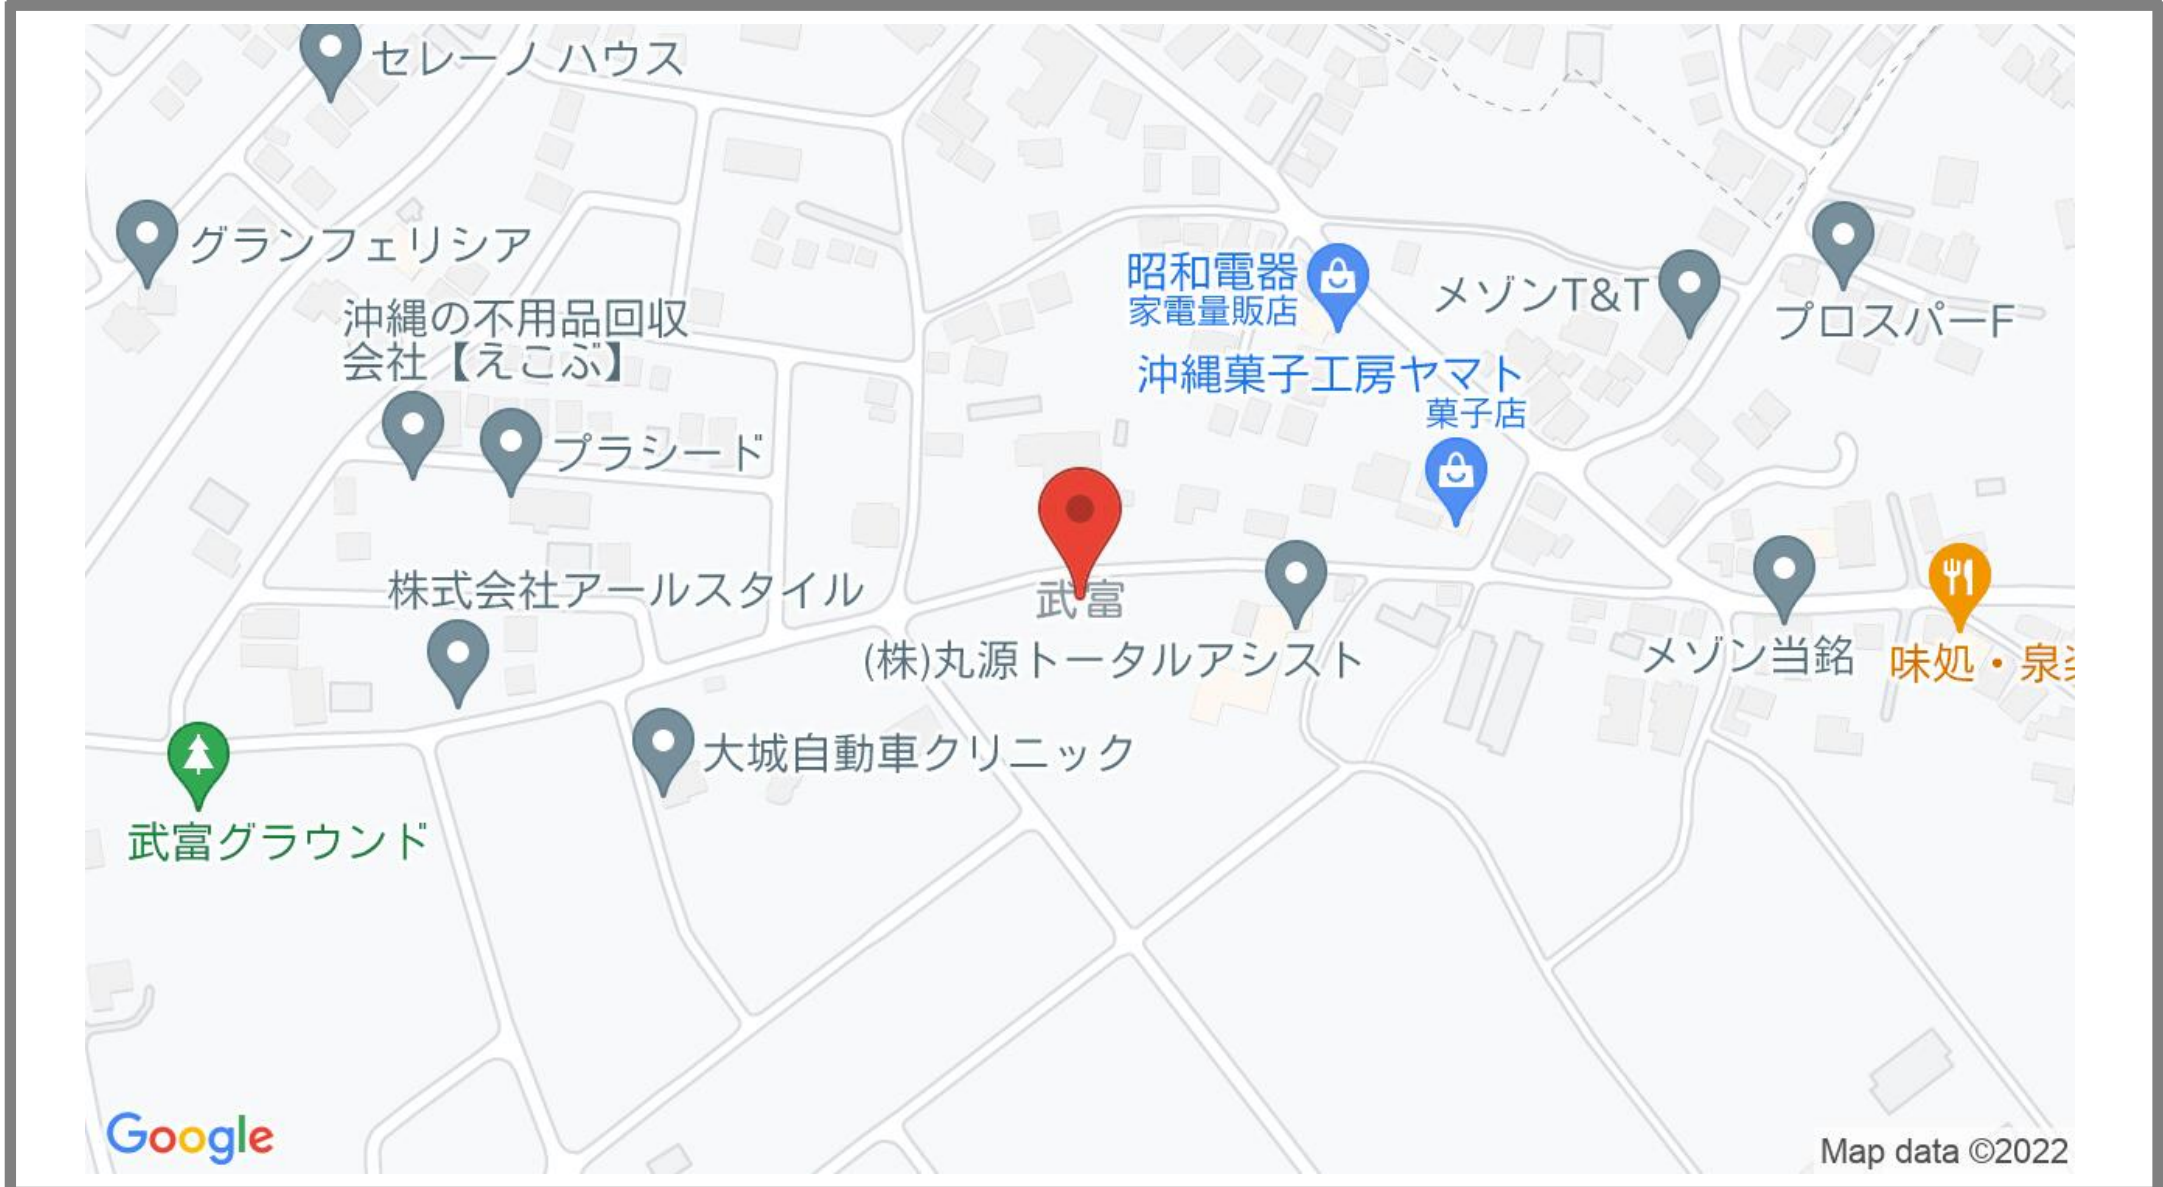 セレーノ ハウス
グランフェリシア
昭和電器
家電量販店
メゾンT&T
プロスパーF
沖縄の不用品回収
会社【えこぶ】
沖縄菓子工房ヤマト
菓子店
プラシード
株式会社アールスタイル
武富
(株)丸源トータルアシスト
メゾン当銘
味処・泉
大城自動車クリニック
武富グラウンド
Google
Map data ©2022